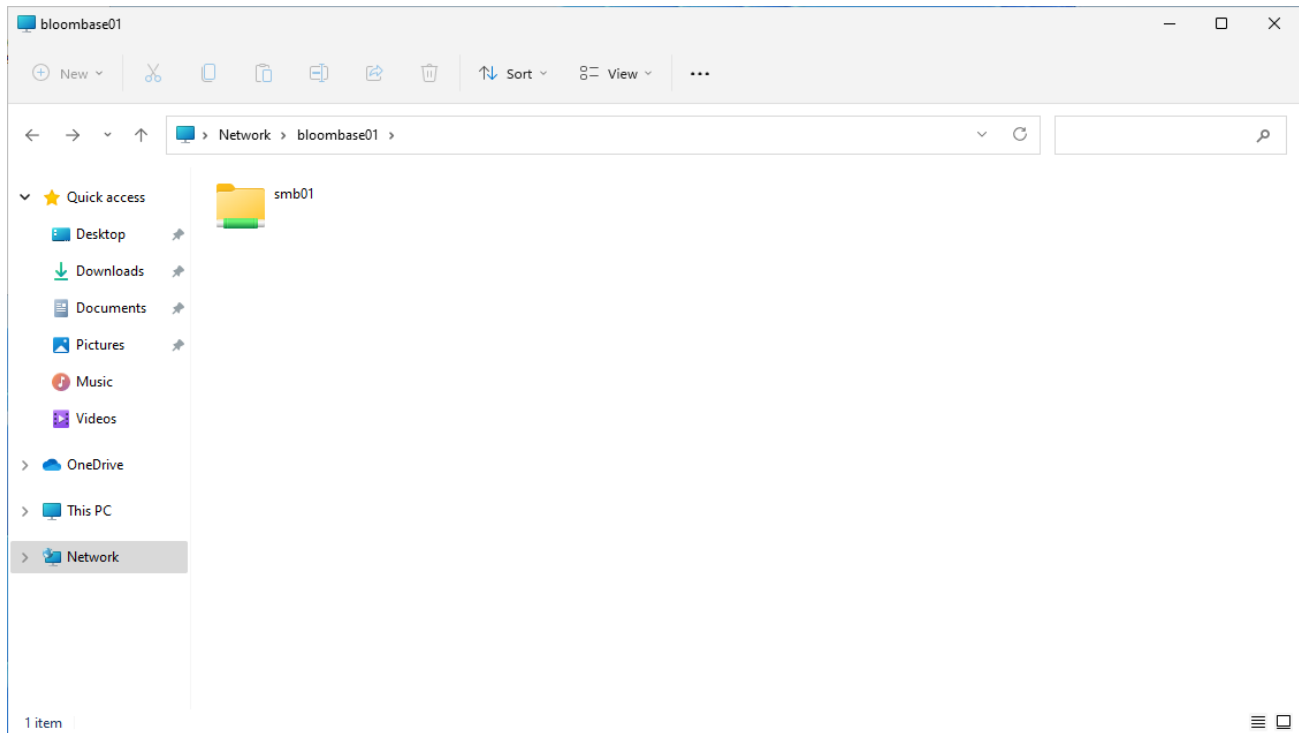 bloombase01
New
Sort
View
Network
bloombase01
Quick access
Desktop
Downloads
Documents
Pictures
Music
Videos
OneDrive
This PC
Network
smb01
1 item